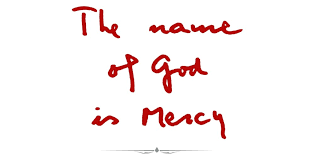 The name
of God
is Mercy